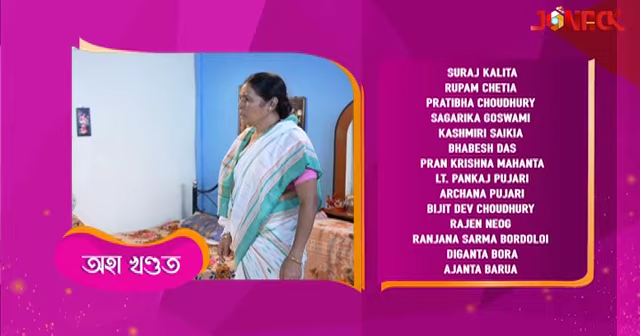 JONACK
SURAJ KALITA
RUPAM CHETIA
PRATIBHA CHOUDHURY
SAGARIKA GOSWAMI
KASHMIRI SAIKIA
BHABESH DAS
PRAN KRISHNA MAHANTA
LT. PANKAJ PUJARI
ARCHANA PUJARI
BIJIT DEV CHOUDHURY
RAJEN NEOG
RANJANA SARMA BORDOLOI
DIGANTA BORA
AJANTA BARUA
অহা খণ্ডত